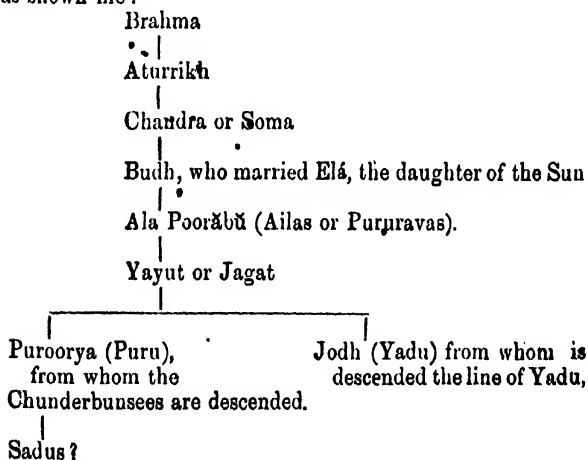 Brahma
Aturrikh
Chandra or Soma
Budh, who married Elá, the daughter of the Sun
Ala Poorăbŭ (Ailas or Pururavas).
Yayut or Jagat
Puroorya (Puru),
from whom the
Chunderbunsees are descended.
Jodh (Yadu) from whom is
descended the line of Yadu,
Sadus?